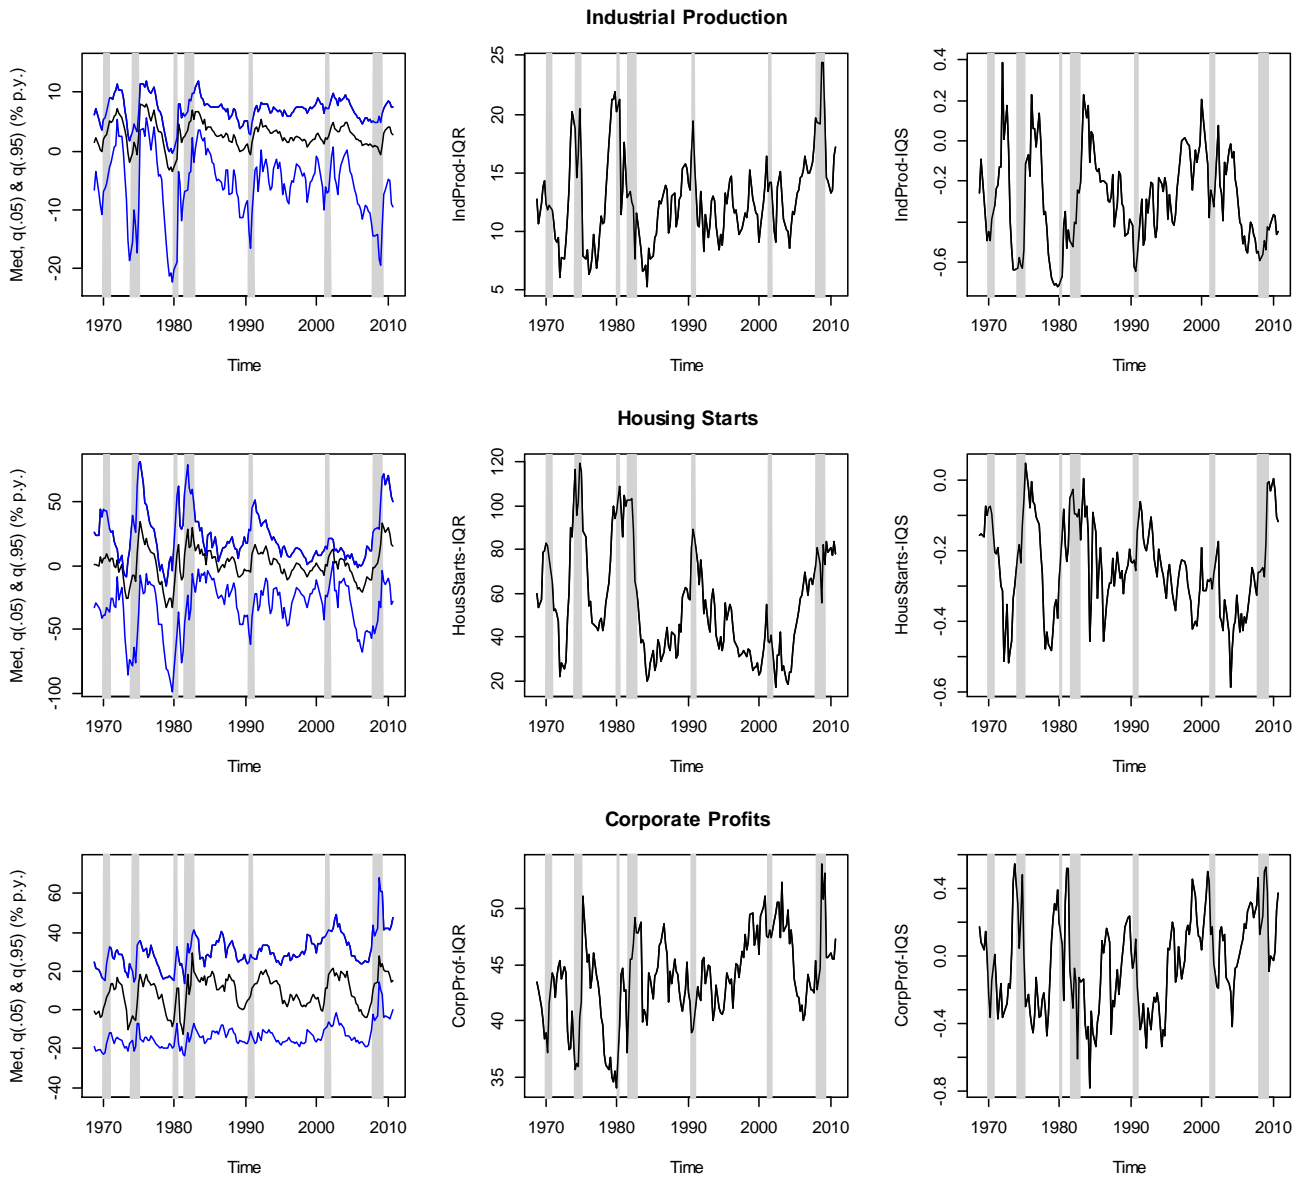 Industrial Production
Med, q(.05) & q(.95) (% p.y.)
10
0
-10
-20
1970 1980 1990 2000 2010
Time
IndProd-IQR
25
20
15
10
5
1970 1980 1990 2000 2010
Time
IndProd-IQS
0.4
0.2
0.0
-0.2
-0.6
1970 1980 1990 2000 2010
Time
Housing Starts
Med, q(.05) & q(.95) (% p.y.)
50
0
-50
-100
1970 1980 1990 2000 2010
Time
HousStarts-IQR
120
100
80
60
40
20
1970 1980 1990 2000 2010
Time
HousStarts-IQS
0.0
-0.2
-0.4
-0.6
1970 1980 1990 2000 2010
Time
Corporate Profits
Med, q(.05) & q(.95) (% p.y.)
60
40
20
0
-20
-40
1970 1980 1990 2000 2010
Time
CorpProf-IQR
50
45
40
35
1970 1980 1990 2000 2010
Time
CorpProf-IQS
0.4
0.0
-0.4
-0.8
1970 1980 1990 2000 2010
Time